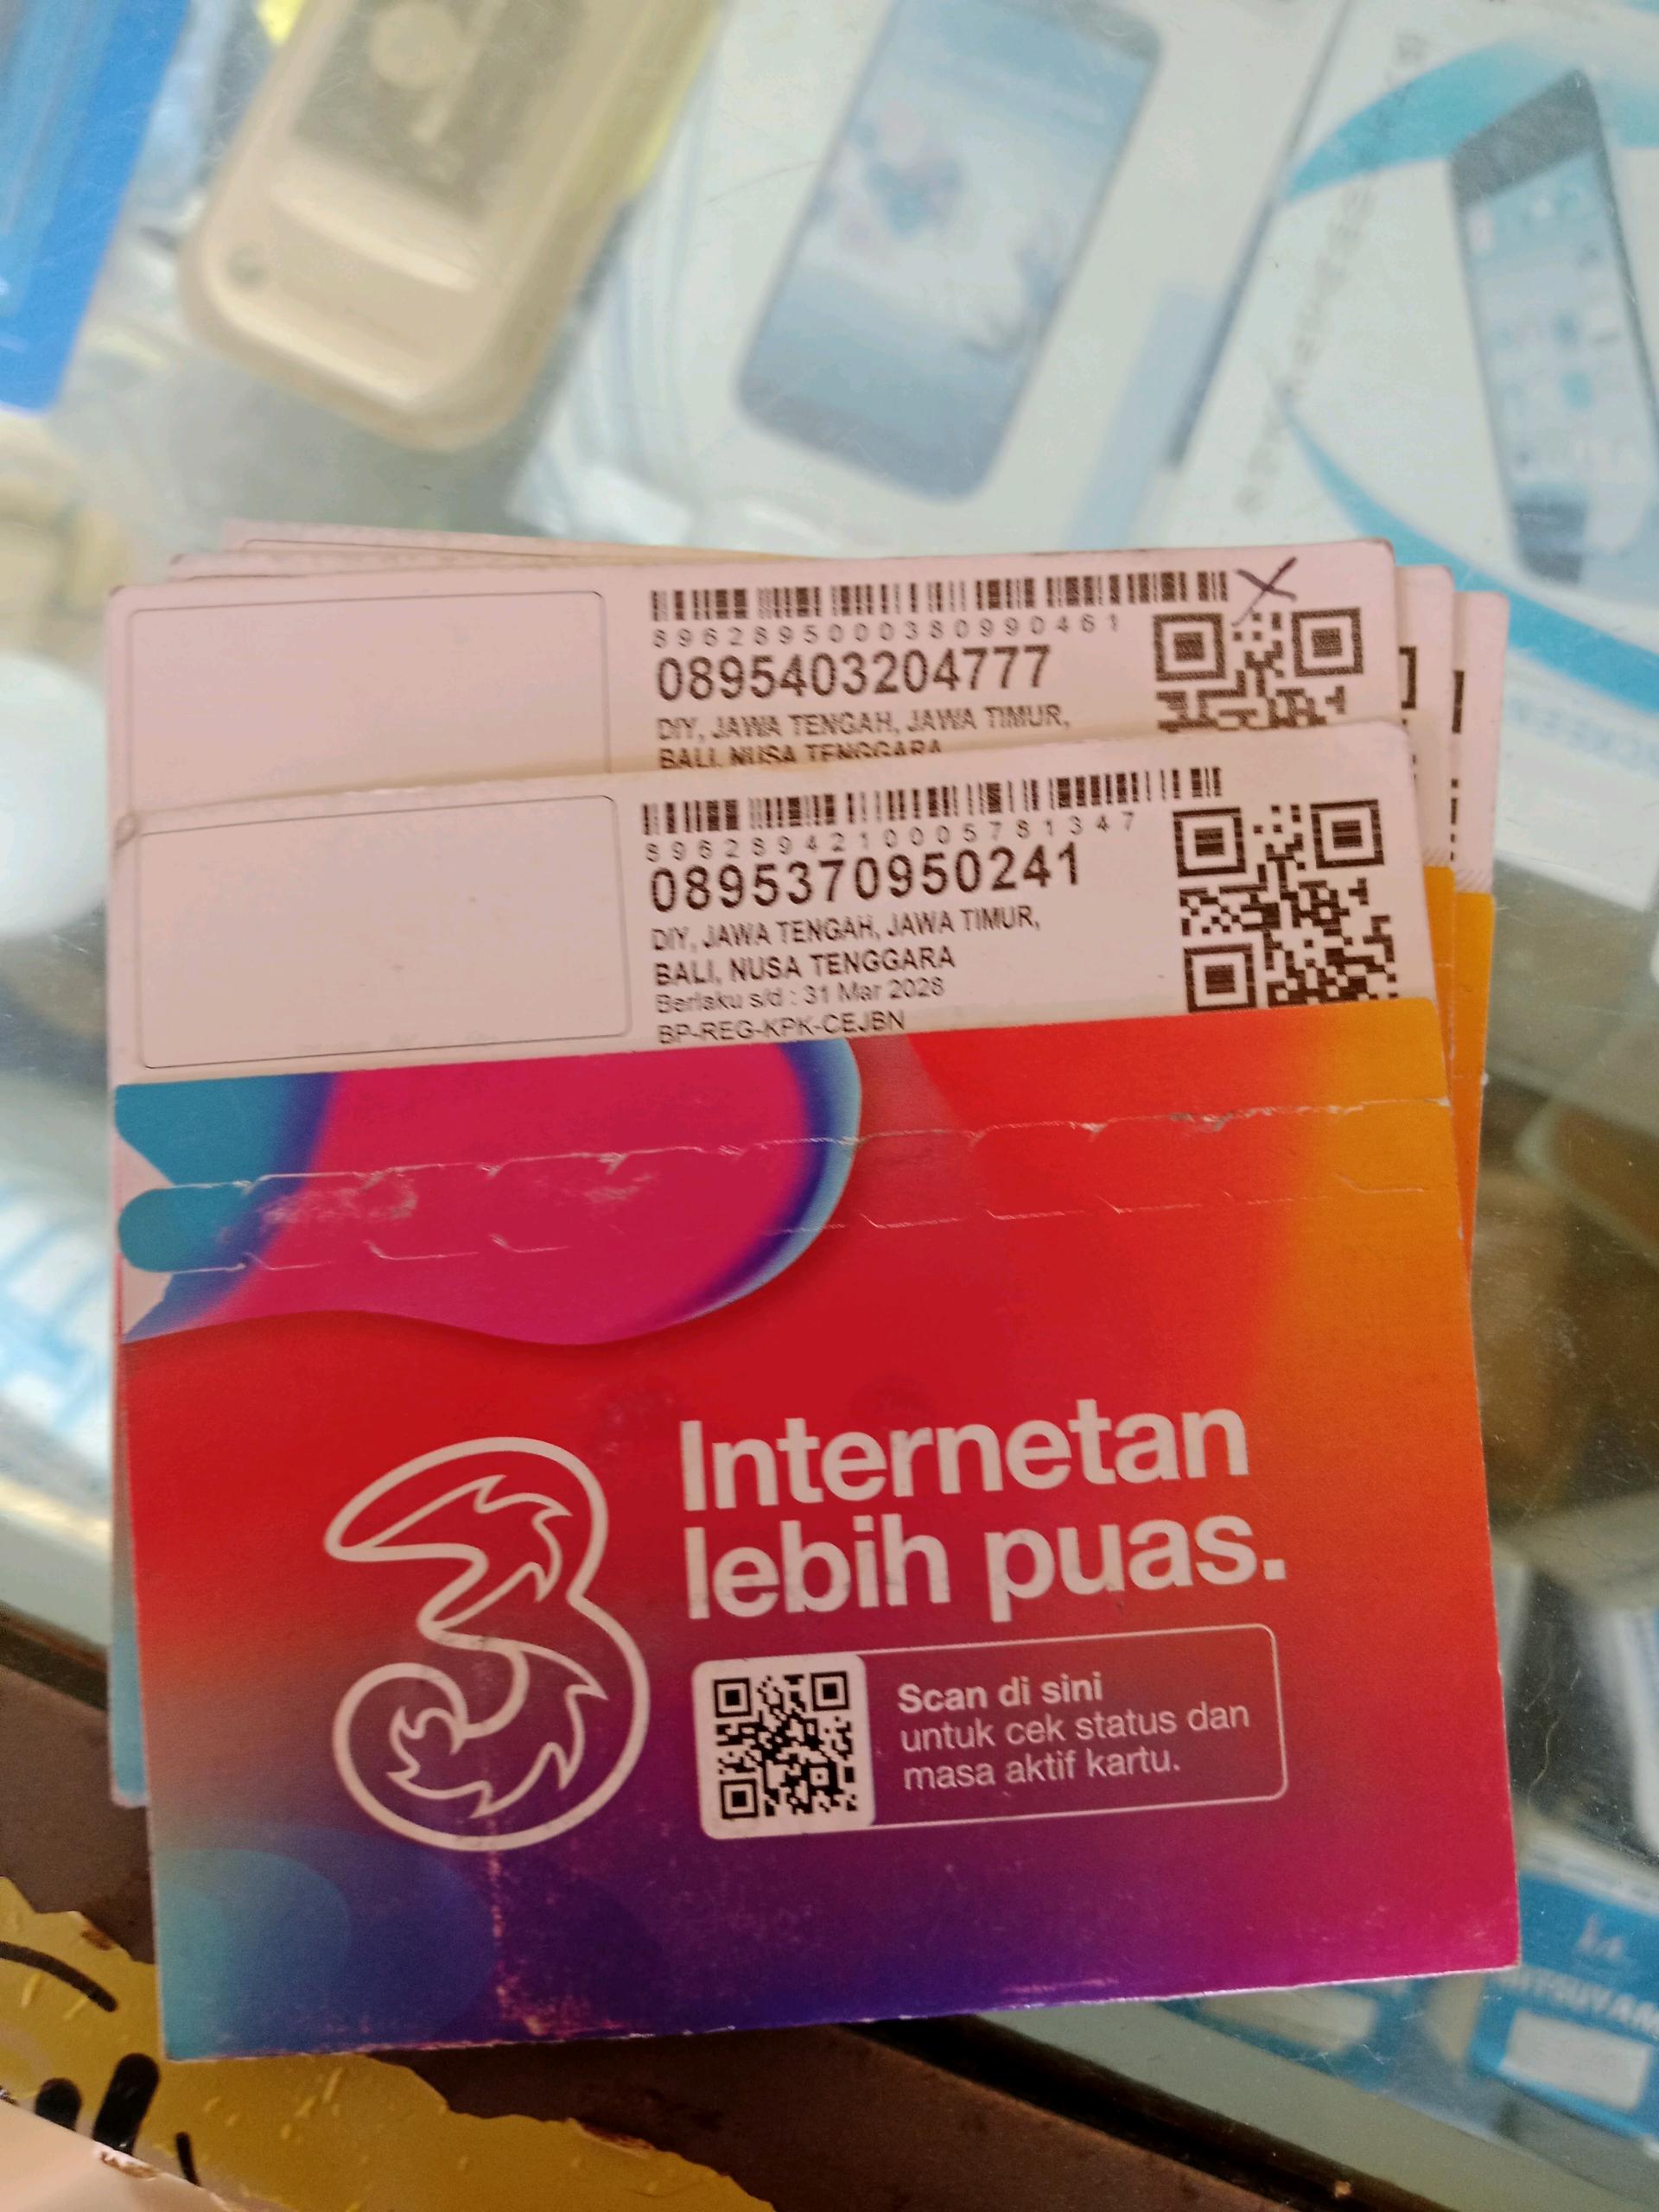 8962895000380990461
0895403204777
DIY, JAWA TENGAH, JAWA TIMUR,
BALI, NUSA TENGGARA
8962894210005781347
0895370950241
DIY, JAWA TENGAH, JAWA TIMUR,
BALI, NUSA TENGGARA
Berlaku s/d : 31 Mar 2028
BP-REG-KPK-CEJBN
3
Internetan
lebih puas.
Scan di sini
untuk cek status dan
masa aktif kartu.